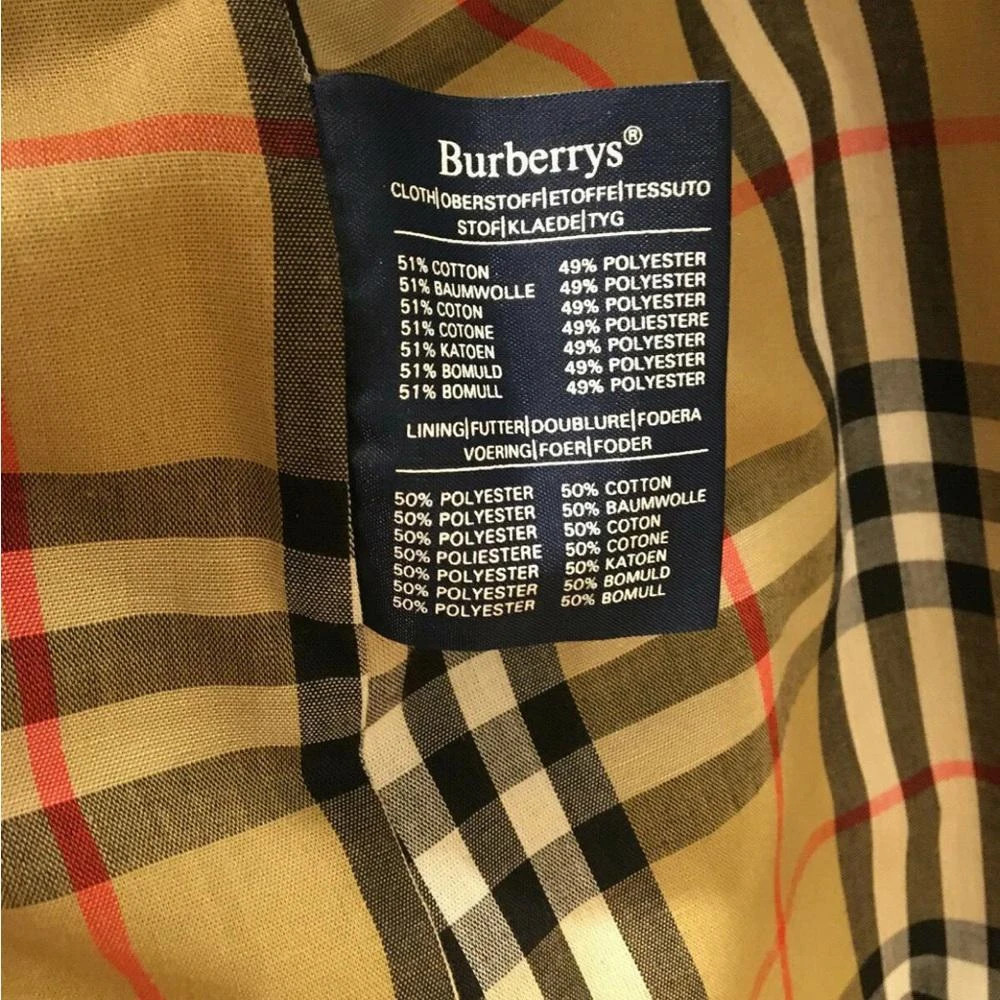 Burberrys®
CLOTH|OBERSTOFF|ETOFFE|TESSUTO
STOF|KLAEDE|TYG
51% COTTON 49% POLYESTER
51% BAUMWOLLE 49% POLYESTER
51% COTON 49% POLYESTER
51% COTONE 49% POLIESTERE
51% KATOEN 49% POLYESTER
51% BOMULD 49% POLYESTER
51% BOMULL 49% POLYESTER
LINING|FUTTER|DOUBLURE|FODERA
VOERING|FOER|FODER
50% POLYESTER 50% COTTON
50% POLYESTER 50% BAUMWOLLE
50% POLYESTER 50% COTON
50% POLIESTERE 50% COTONE
50% POLYESTER 50% KATOEN
50% POLYESTER 50% BOMULD
50% POLYESTER 50% BOMULL